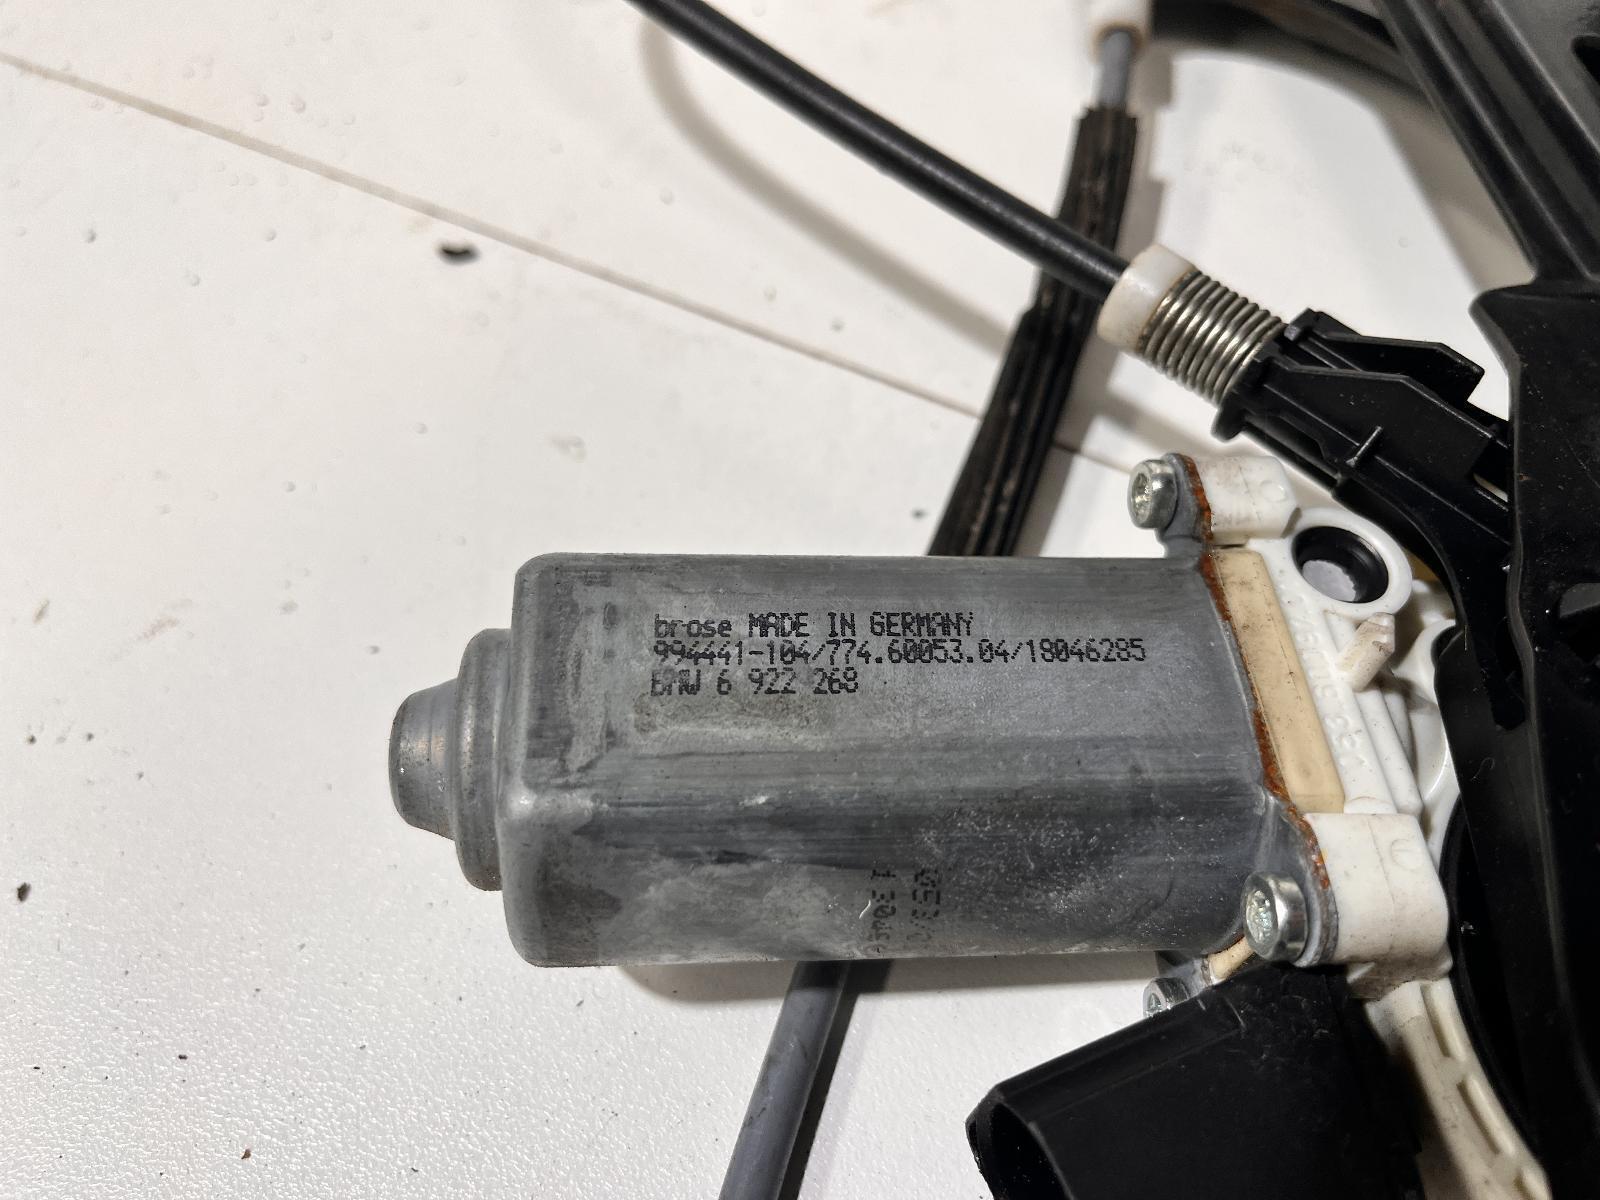 brose MADE IN GERMANY
994441-104/774.60053.04/18046285
BMW 6 922 268